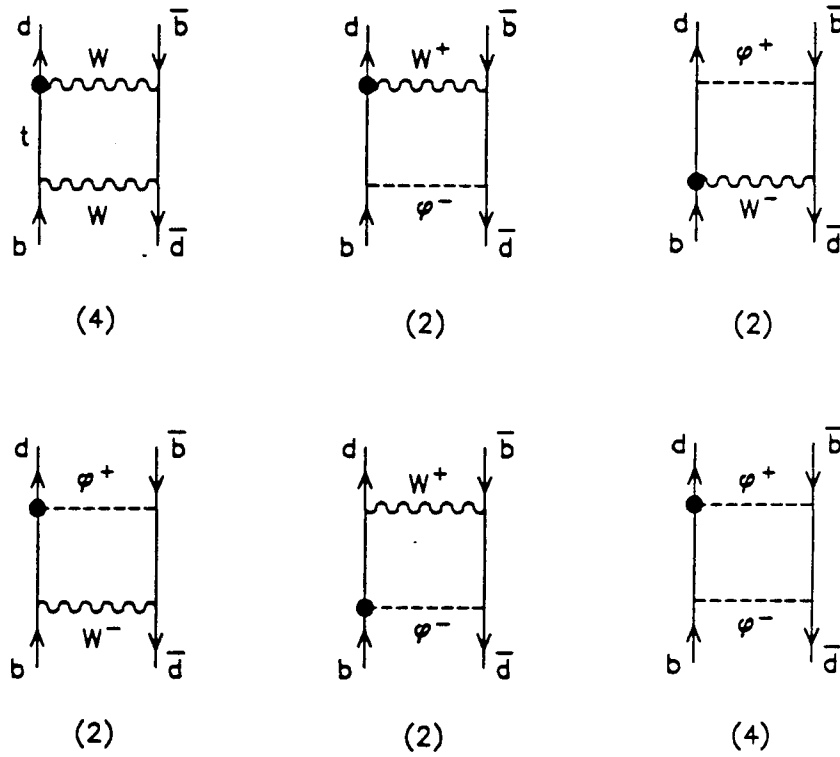 d b̅ d b̅ d b̅
W W⁺ φ⁺
t
W φ⁻ W⁻
b d̅ b d̅ b d̅
(4) (2) (2)
d b̅ d b̅ d b̅
φ⁺ W⁺ φ⁺
W⁻ φ⁻ φ⁻
b d̅ b d̅ b d̅
(2) (2) (4)